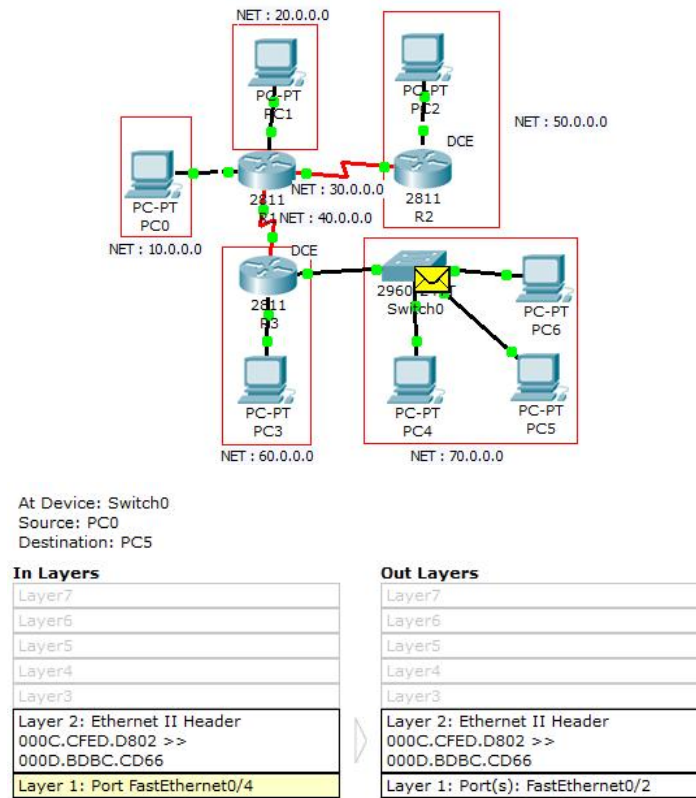 NET : 20.0.0.0
PC-PT
PC1
PC-PT
PC2
DCE
NET : 50.0.0.0
PC-PT
PC0
NET : 10.0.0.0
2811
R1
NET : 30.0.0.0
NET : 40.0.0.0
2811
R2
DCE
2811
R3
2960
Switch0
PC-PT
PC6
PC-PT
PC3
PC-PT
PC4
PC-PT
PC5
NET : 60.0.0.0
NET : 70.0.0.0
At Device: Switch0
Source: PC0
Destination: PC5
In Layers
Layer7
Layer6
Layer5
Layer4
Layer3
Layer 2: Ethernet II Header
000C.CFED.D802 >>
000D.BDBC.CD66
Layer 1: Port FastEthernet0/4
Out Layers
Layer7
Layer6
Layer5
Layer4
Layer3
Layer 2: Ethernet II Header
000C.CFED.D802 >>
000D.BDBC.CD66
Layer 1: Port(s): FastEthernet0/2